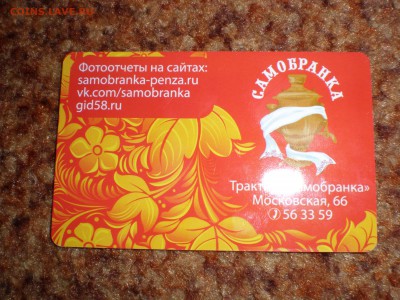 COINS.LAVE.RU
Фотоотчеты на сайтах:
samobranka-penza.ru
vk.com/samobranka
gid58.ru
САМОБРАНКА
Московская, 66
56 33 59